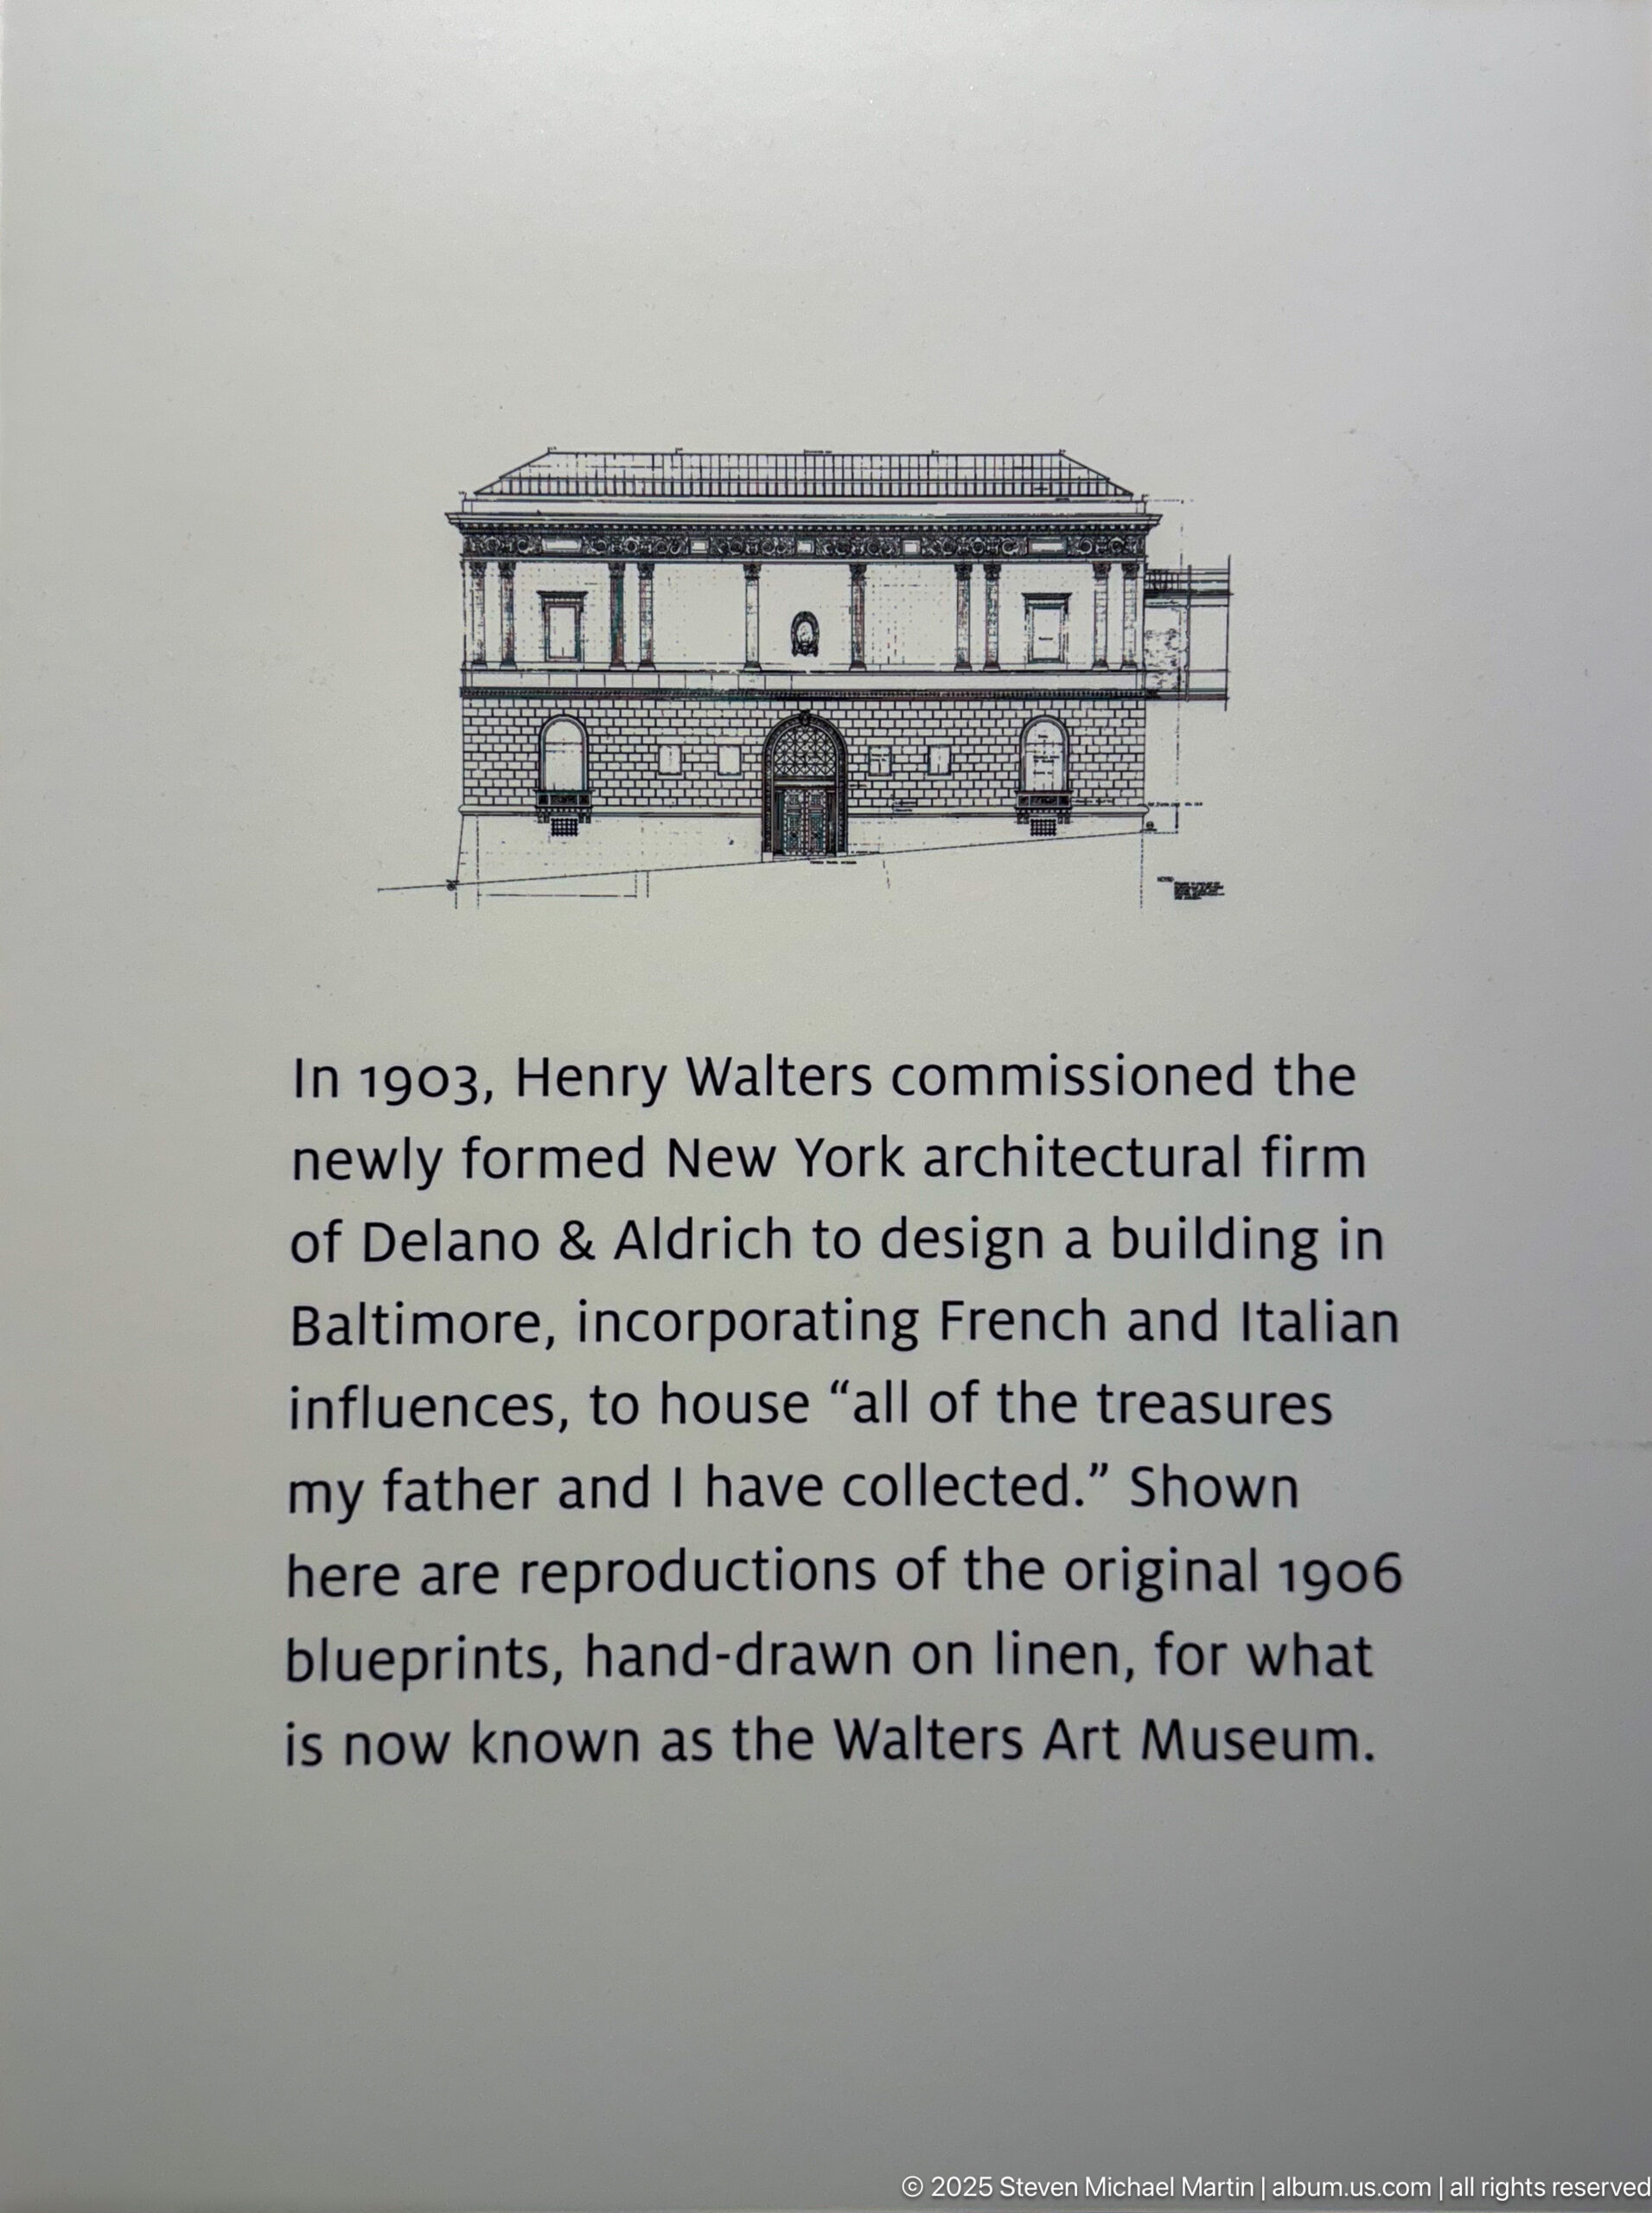 In 1903, Henry Walters commissioned the
newly formed New York architectural firm
of Delano & Aldrich to design a building in
Baltimore, incorporating French and Italian
influences, to house “all of the treasures
my father and I have collected.” Shown
here are reproductions of the original 1906
blueprints, hand-drawn on linen, for what
is now known as the Walters Art Museum.
© 2025 Steven Michael Martin | album.us.com | all rights reserved